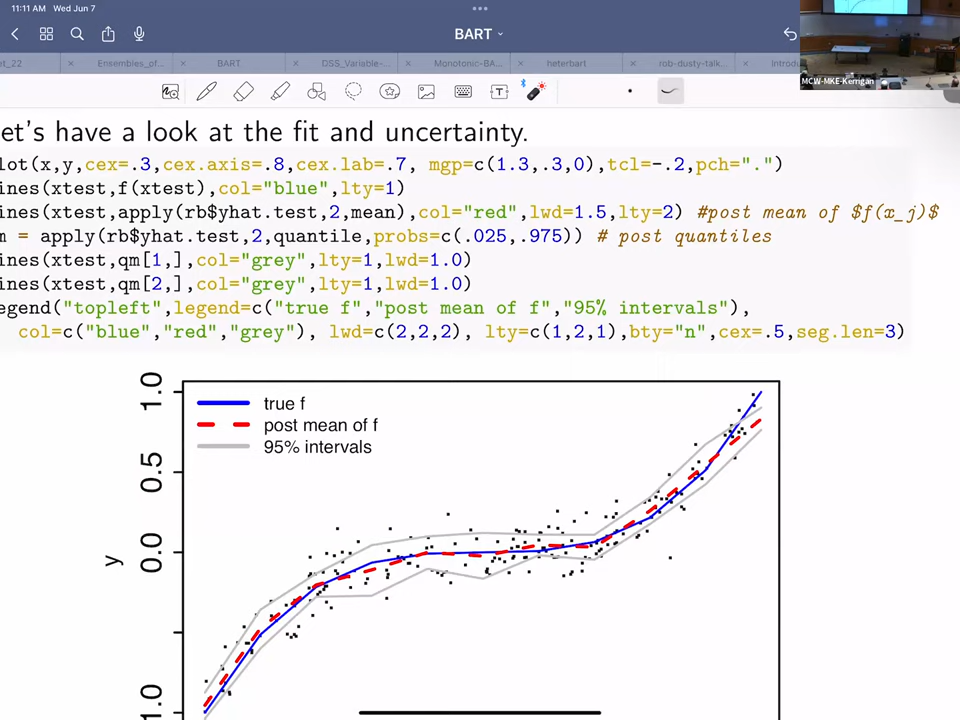 11:11 AM Wed Jun 7
BART
et_22
Ensembles_of...
BART
DSS_Variable-...
Monotonic-BA...
heterbart
rob-dusty-talk...
Introdu
MCW-MKE-Kerrigan
et's have a look at the fit and uncertainty.
lot(x,y,cex=.3,cex.axis=.8,cex.lab=.7, mgp=c(1.3,.3,0),tcl=-.2,pch=".")
ines(xtest,f(xtest),col="blue",lty=1)
ines(xtest,apply(rb$yhat.test,2,mean),col="red",lwd=1.5,lty=2) #post mean of $f(x_j)$
m = apply(rb$yhat.test,2,quantile,probs=c(.025,.975)) # post quantiles
ines(xtest,qm[1,],col="grey",lty=1,lwd=1.0)
ines(xtest,qm[2,],col="grey",lty=1,lwd=1.0)
egend("topleft",legend=c("true f","post mean of f","95% intervals"),
col=c("blue","red","grey"), lwd=c(2,2,2), lty=c(1,2,1),bty="n",cex=.5,seg.len=3)
true f
post mean of f
95% intervals
1.0
0.5
0.0
1.0
y